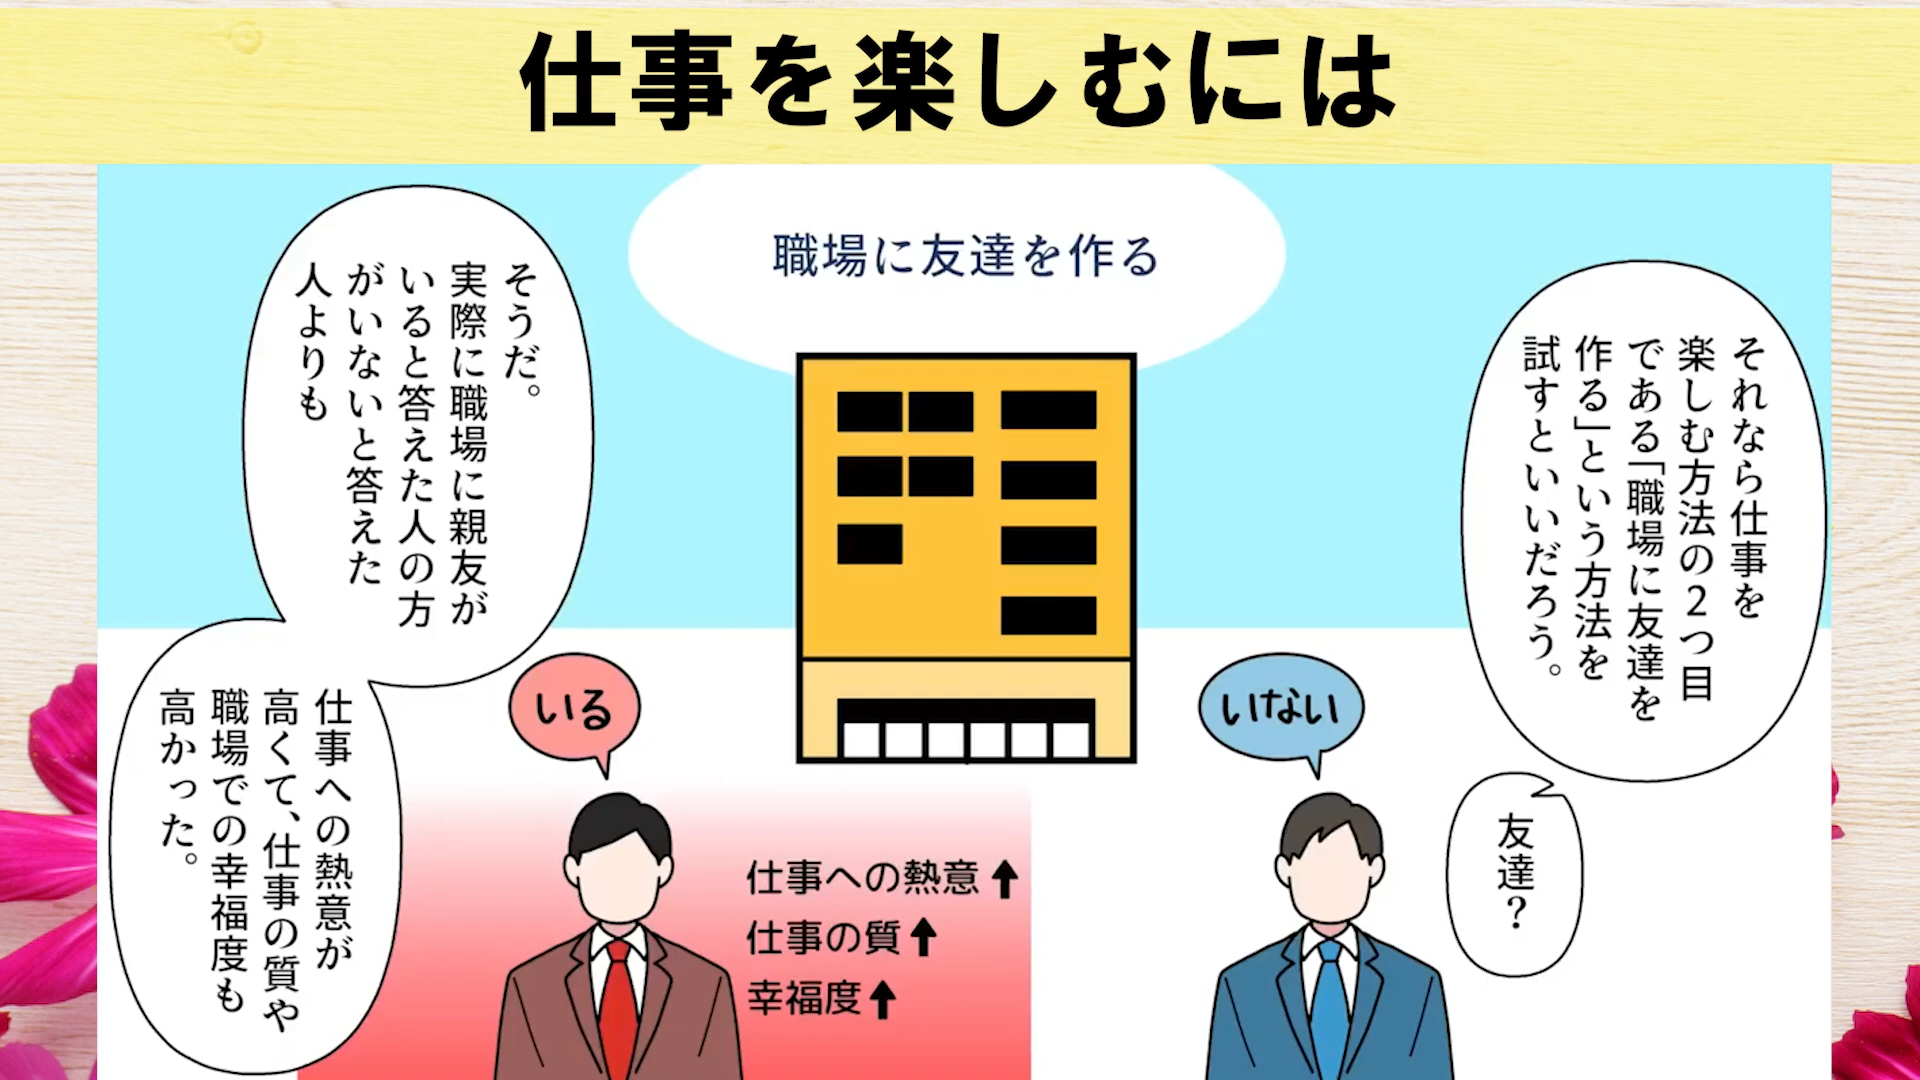 仕事を楽しむには
職場に友達を作る
それなら仕事を
楽しむ方法の2つ目
である「職場に友達を
作る」という方法を
試すといいだろう。
友達？
そうだ。
実際に職場に親友が
いると答えた人の方
がいないと答えた
人よりも
仕事への熱意が
高くて、仕事の質や
職場での幸福度も
高かった。
いる
いない
仕事への熱意⬆
仕事の質⬆
幸福度⬆